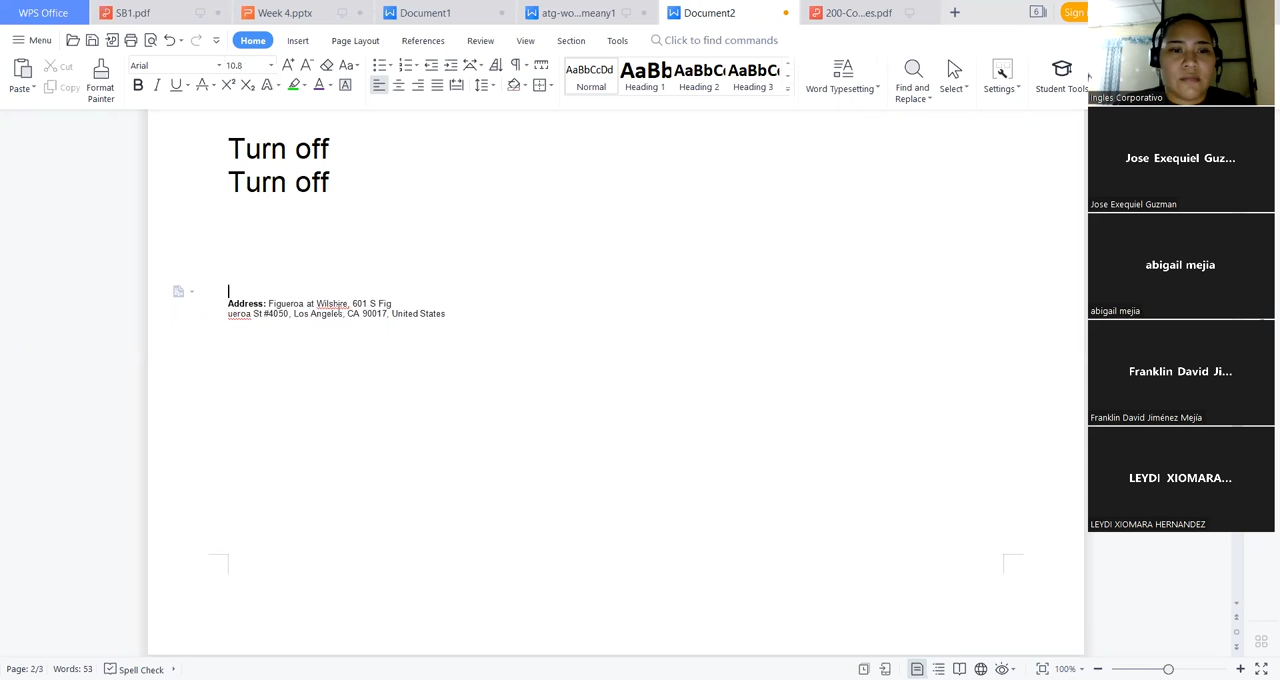 WPS Office SB1.pdf Week 4.pptx Document1 atg-wo...meany1 Document2 200-Co...es.pdf + 6 Sign
Menu Home Insert Page Layout References Review View Section Tools Click to find commands
Paste Cut Copy Format Painter Arial 10.8 B I U A X² X₂ A A A
AaBbCcDd Normal AaBb Heading 1 AaBbC Heading 2 AaBbC Heading 3
Word Typesetting Find and Replace Select Settings Student Tools
Turn off
Turn off
Address: Figueroa at Wilshire, 601 S Fig
ueroa St #4050, Los Angeles, CA 90017, United States
Ingles Corporativo
Jose Exequiel Guz...
Jose Exequiel Guzman
abigail mejia
abigail mejia
Franklin David Ji...
Franklin David Jiménez Mejía
LEYDI XIOMARA...
LEYDI XIOMARA HERNANDEZ
Page: 2/3 Words: 53 Spell Check 100%